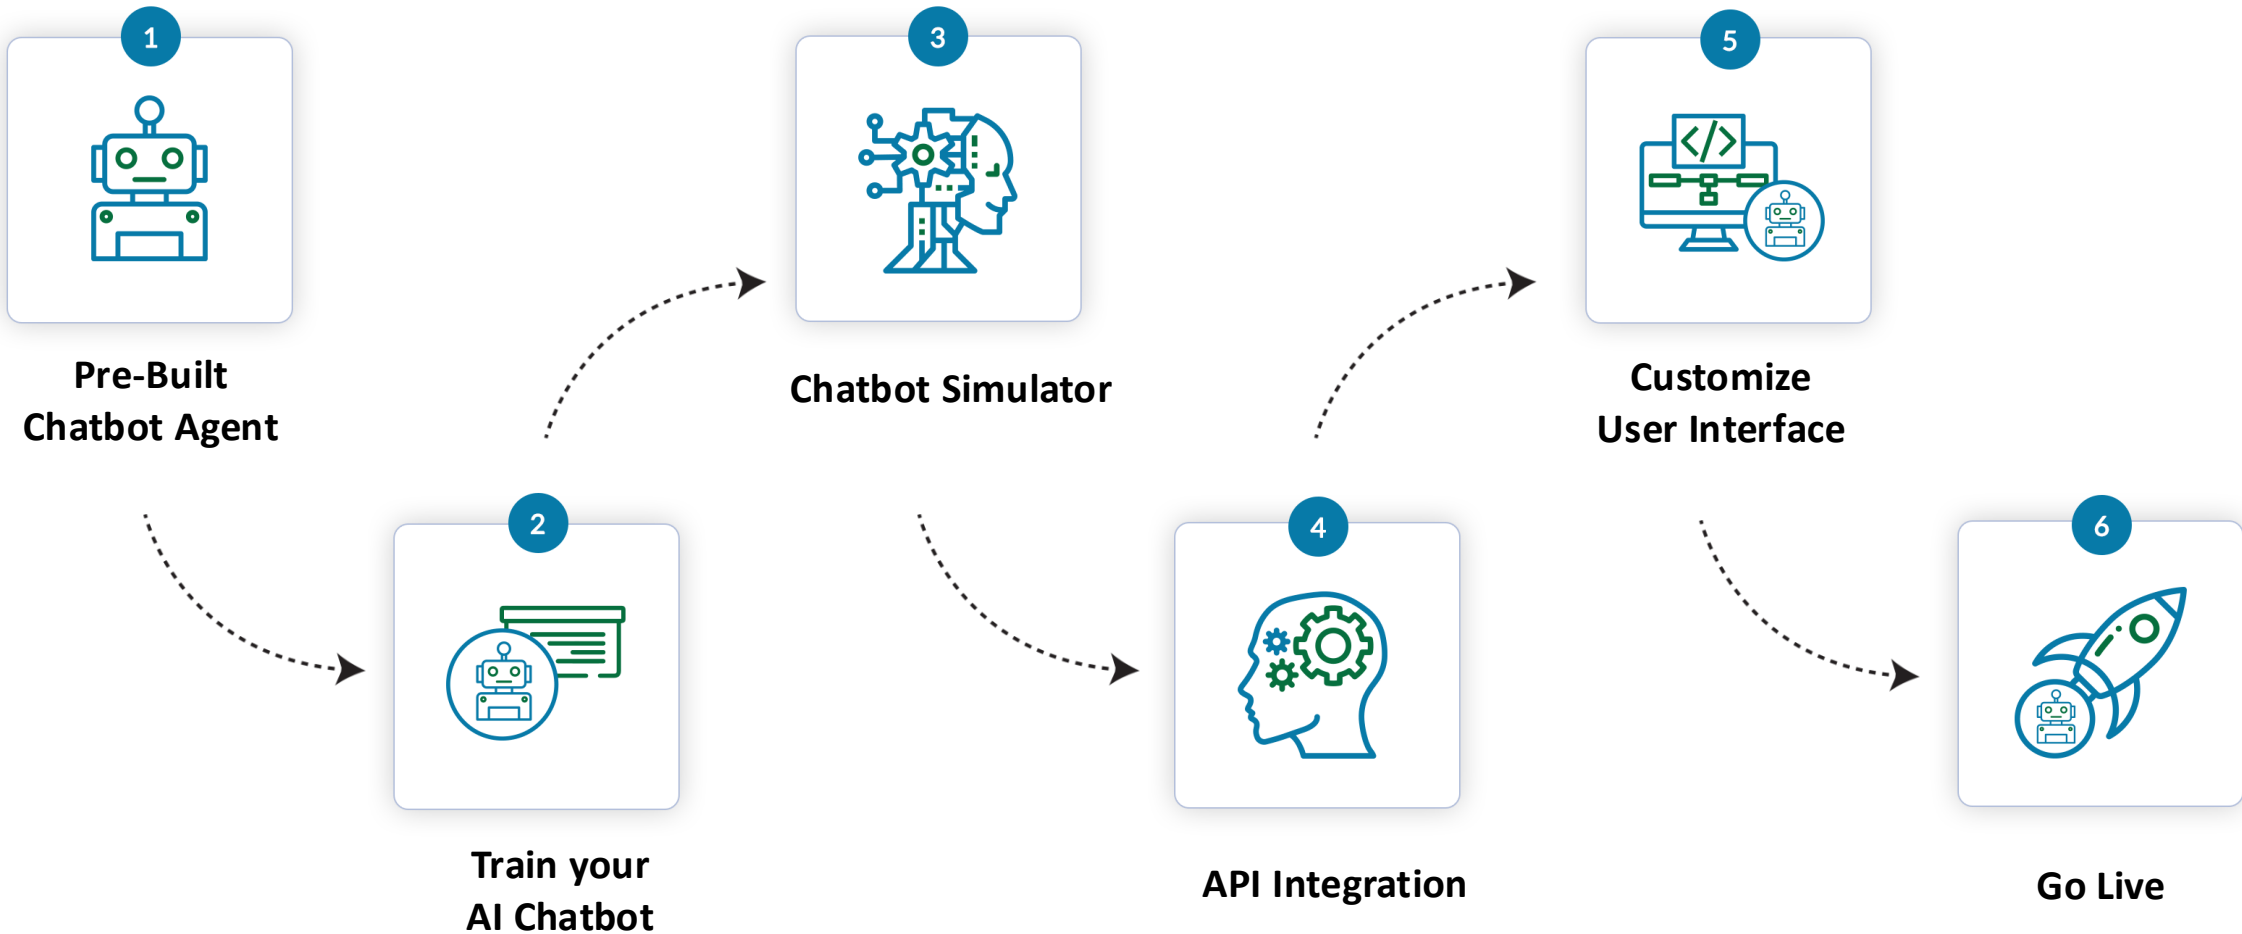 1
Pre-Built
Chatbot Agent
2
Train your
AI Chatbot
3
Chatbot Simulator
4
API Integration
5
</>
Customize
User Interface
6
Go Live